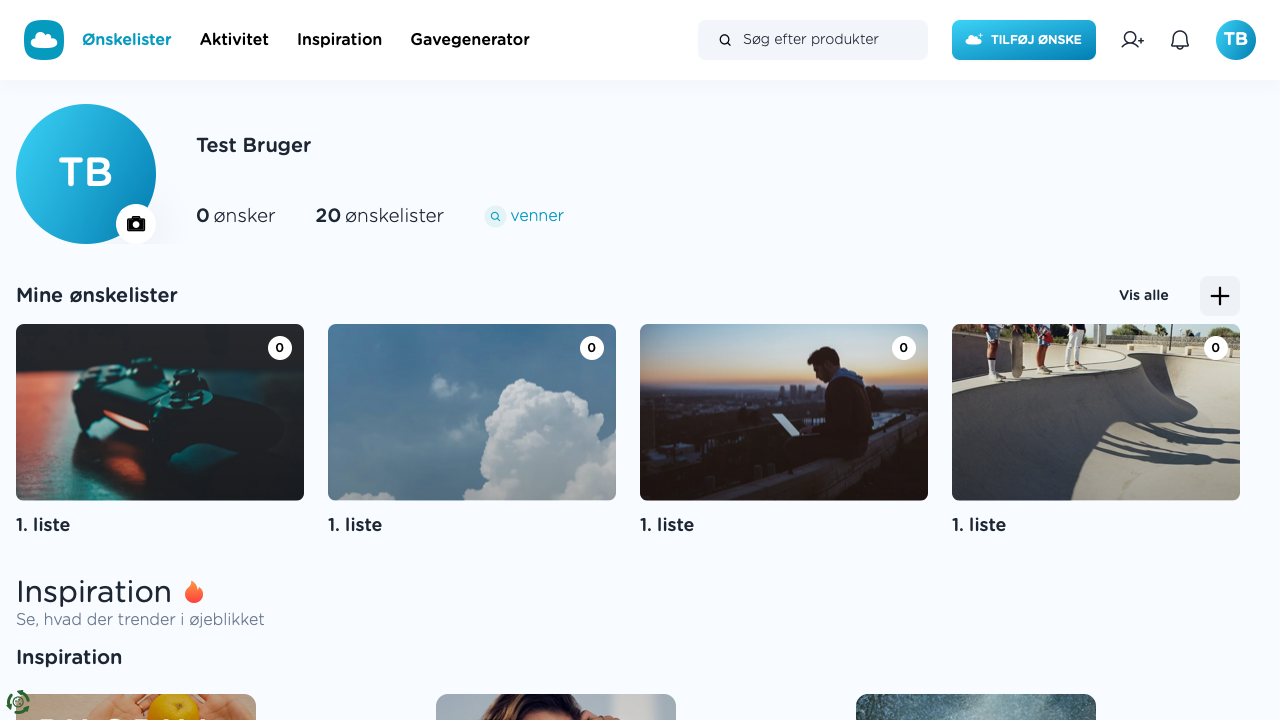 Ønskelister Aktivitet Inspiration Gavegenerator Søg efter produkter TILFØJ ØNSKE TB
TB
Test Bruger
0 ønsker 20 ønskelister venner
Mine ønskelister Vis alle
0 0 0 0
1. liste 1. liste 1. liste 1. liste
Inspiration
Se, hvad der trender i øjeblikket
Inspiration